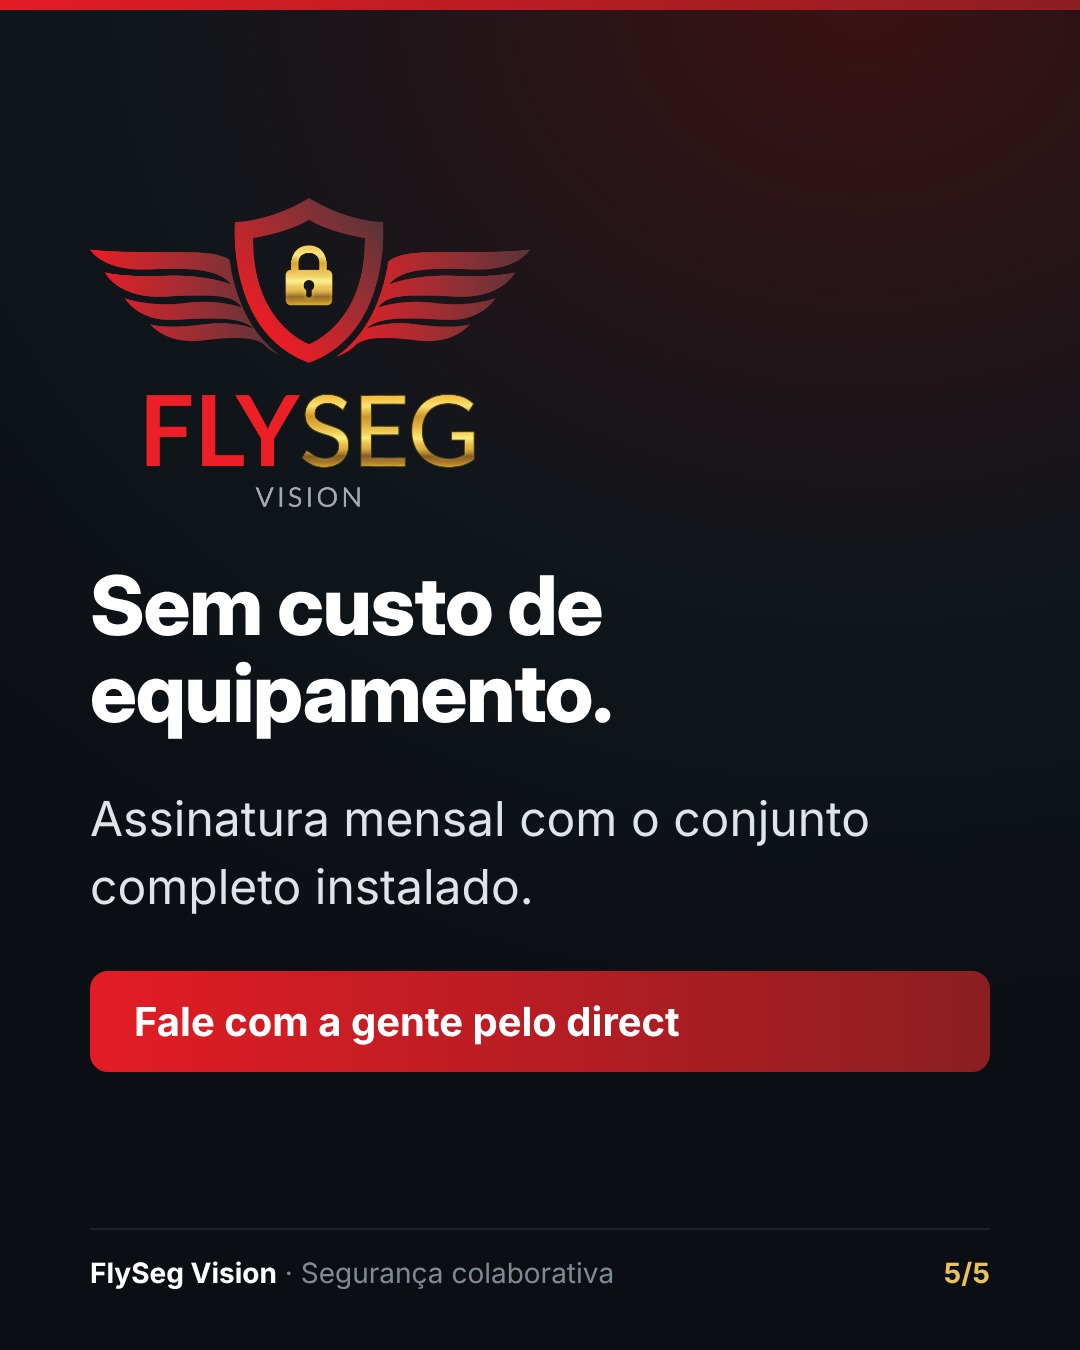 FLYSEG
VISION
Sem custo de
equipamento.
Assinatura mensal com o conjunto
completo instalado.
Fale com a gente pelo direct
FlySeg Vision · Segurança colaborativa
5/5